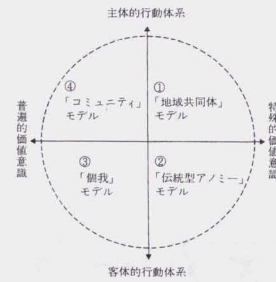 主体的行動体系
④
「コミュニティ」
モデル
①
「地域共同体」
モデル
普遍的価値意識
特殊的価値意識
③
「個我」
モデル
②
「伝統型アノミー」
モデル
客体的行動体系